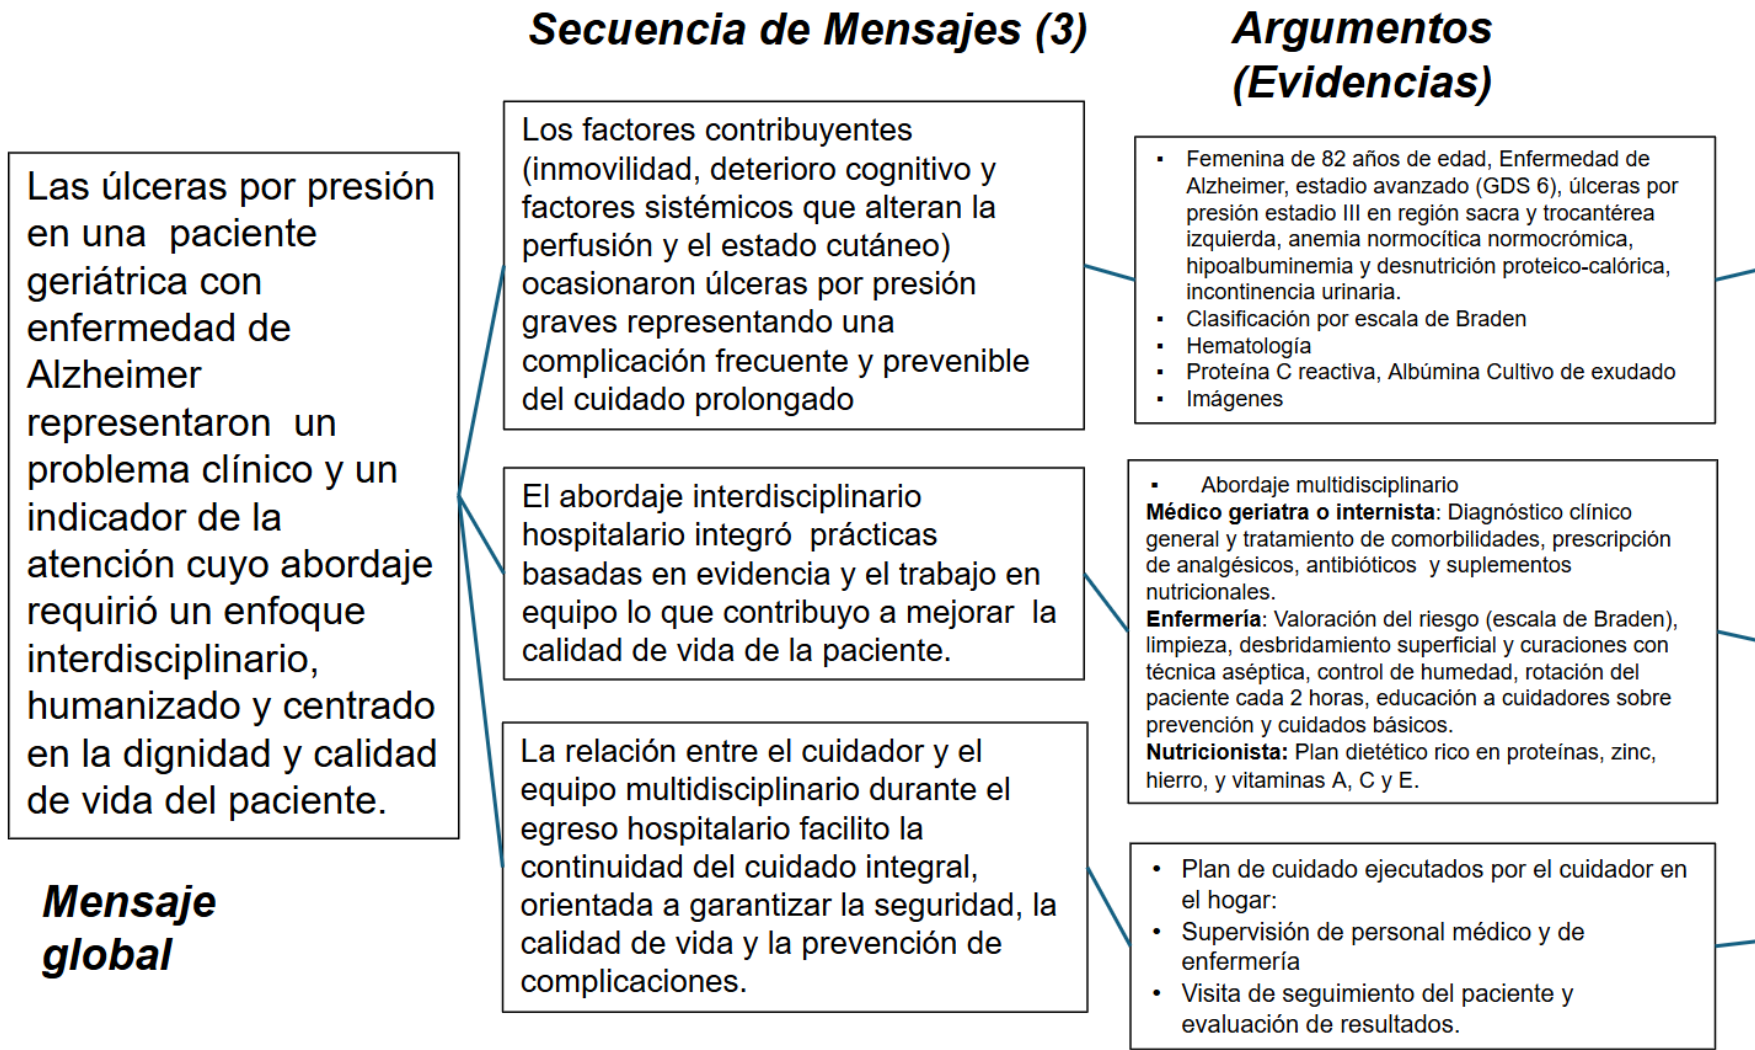 Secuencia de Mensajes (3)
Argumentos
(Evidencias)
Las úlceras por presión
en una paciente
geriátrica con
enfermedad de
Alzheimer
representaron un
problema clínico y un
indicador de la
atención cuyo abordaje
requirió un enfoque
interdisciplinario,
humanizado y centrado
en la dignidad y calidad
de vida del paciente.
Mensaje
global
Los factores contribuyentes
(inmovilidad, deterioro cognitivo y
factores sistémicos que alteran la
perfusión y el estado cutáneo)
ocasionaron úlceras por presión
graves representando una
complicación frecuente y prevenible
del cuidado prolongado
El abordaje interdisciplinario
hospitalario integró prácticas
basadas en evidencia y el trabajo en
equipo lo que contribuyo a mejorar la
calidad de vida de la paciente.
La relación entre el cuidador y el
equipo multidisciplinario durante el
egreso hospitalario facilito la
continuidad del cuidado integral,
orientada a garantizar la seguridad, la
calidad de vida y la prevención de
complicaciones.
▪ Femenina de 82 años de edad, Enfermedad de
Alzheimer, estadio avanzado (GDS 6), úlceras por
presión estadio III en región sacra y trocantérea
izquierda, anemia normocítica normocrómica,
hipoalbuminemia y desnutrición proteico-calórica,
incontinencia urinaria.
▪ Clasificación por escala de Braden
▪ Hematología
▪ Proteína C reactiva, Albúmina Cultivo de exudado
▪ Imágenes
▪ Abordaje multidisciplinario
Médico geriatra o internista: Diagnóstico clínico
general y tratamiento de comorbilidades, prescripción
de analgésicos, antibióticos y suplementos
nutricionales.
Enfermería: Valoración del riesgo (escala de Braden),
limpieza, desbridamiento superficial y curaciones con
técnica aséptica, control de humedad, rotación del
paciente cada 2 horas, educación a cuidadores sobre
prevención y cuidados básicos.
Nutricionista: Plan dietético rico en proteínas, zinc,
hierro, y vitaminas A, C y E.
• Plan de cuidado ejecutados por el cuidador en
el hogar:
• Supervisión de personal médico y de
enfermería
• Visita de seguimiento del paciente y
evaluación de resultados.